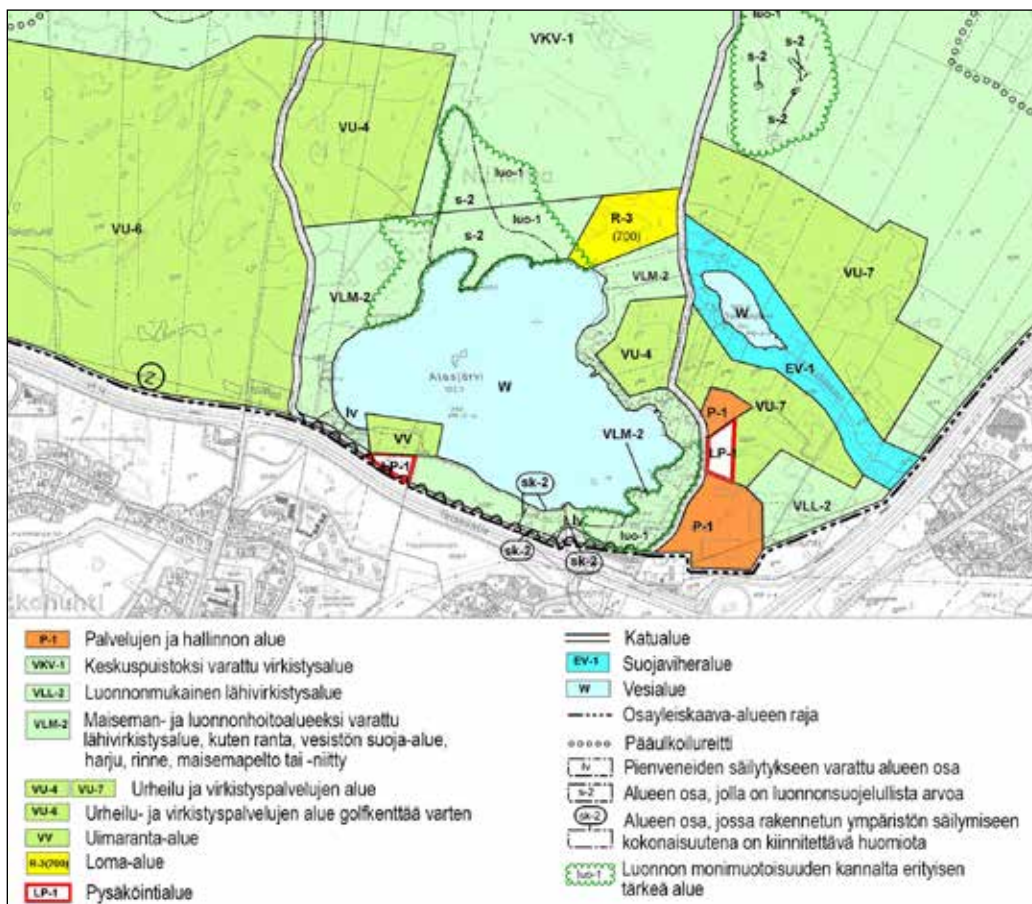 luo-1
VKV-1
s-2
s-2
s-2
VU-4
luo-1
s-2
luo-1
R-3
(700)
VU-6
s-2
VLM-2
VLM-2
VU-7
W
VU-4
EV-1
Alasjärvi
W
P-1
VU-7
lv
VV
VLM-2
LP-1
LP-1
sk-2
P-1
VLL-2
lv
luo-1
sk-2
sk-2
P-1 Palvelujen ja hallinnon alue
VKV-1 Keskuspuistoksi varattu virkistysalue
VLL-2 Luonnonmukainen lähivirkistysalue
VLM-2 Maiseman- ja luonnonhoitoalueeksi varattu
lähivirkistysalue, kuten ranta, vesistön suoja-alue,
harju, rinne, maisemapelto tai -niitty
VU-4 VU-7 Urheilu ja virkistyspalvelujen alue
VU-6 Urheilu- ja virkistyspalvelujen alue golfkenttää varten
VV Uimaranta-alue
R-3(700) Loma-alue
LP-1 Pysäköintialue
Katualue
EV-1 Suojaviheralue
W Vesialue
Osayleiskaava-alueen raja
Pääulkoilureitti
lv Pienveneiden säilytykseen varattu alueen osa
s-2 Alueen osa, jolla on luonnonsuojelullista arvoa
sk-2 Alueen osa, jossa rakennetun ympäristön säilymiseen
kokonaisuutena on kiinnitettävä huomiota
luo-1 Luonnon monimuotoisuuden kannalta erityisen
tärkeä alue